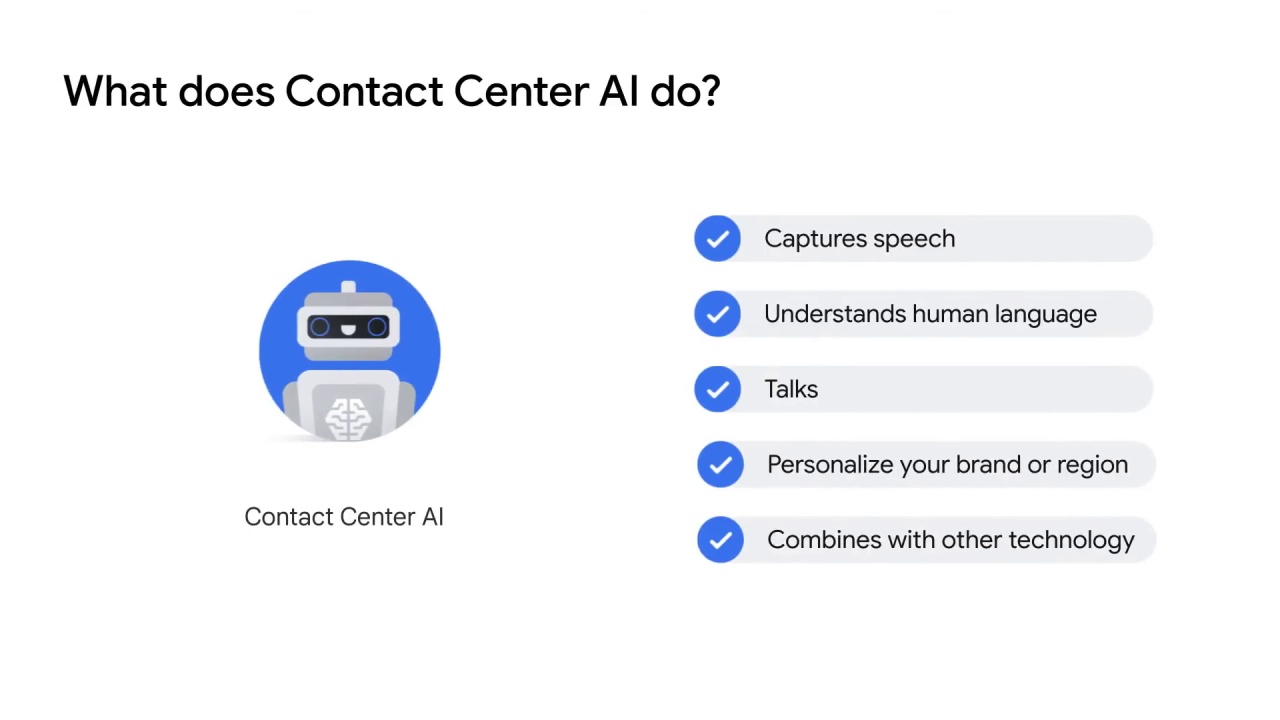 What does Contact Center AI do?
Captures speech
Understands human language
Talks
Personalize your brand or region
Combines with other technology
Contact Center AI